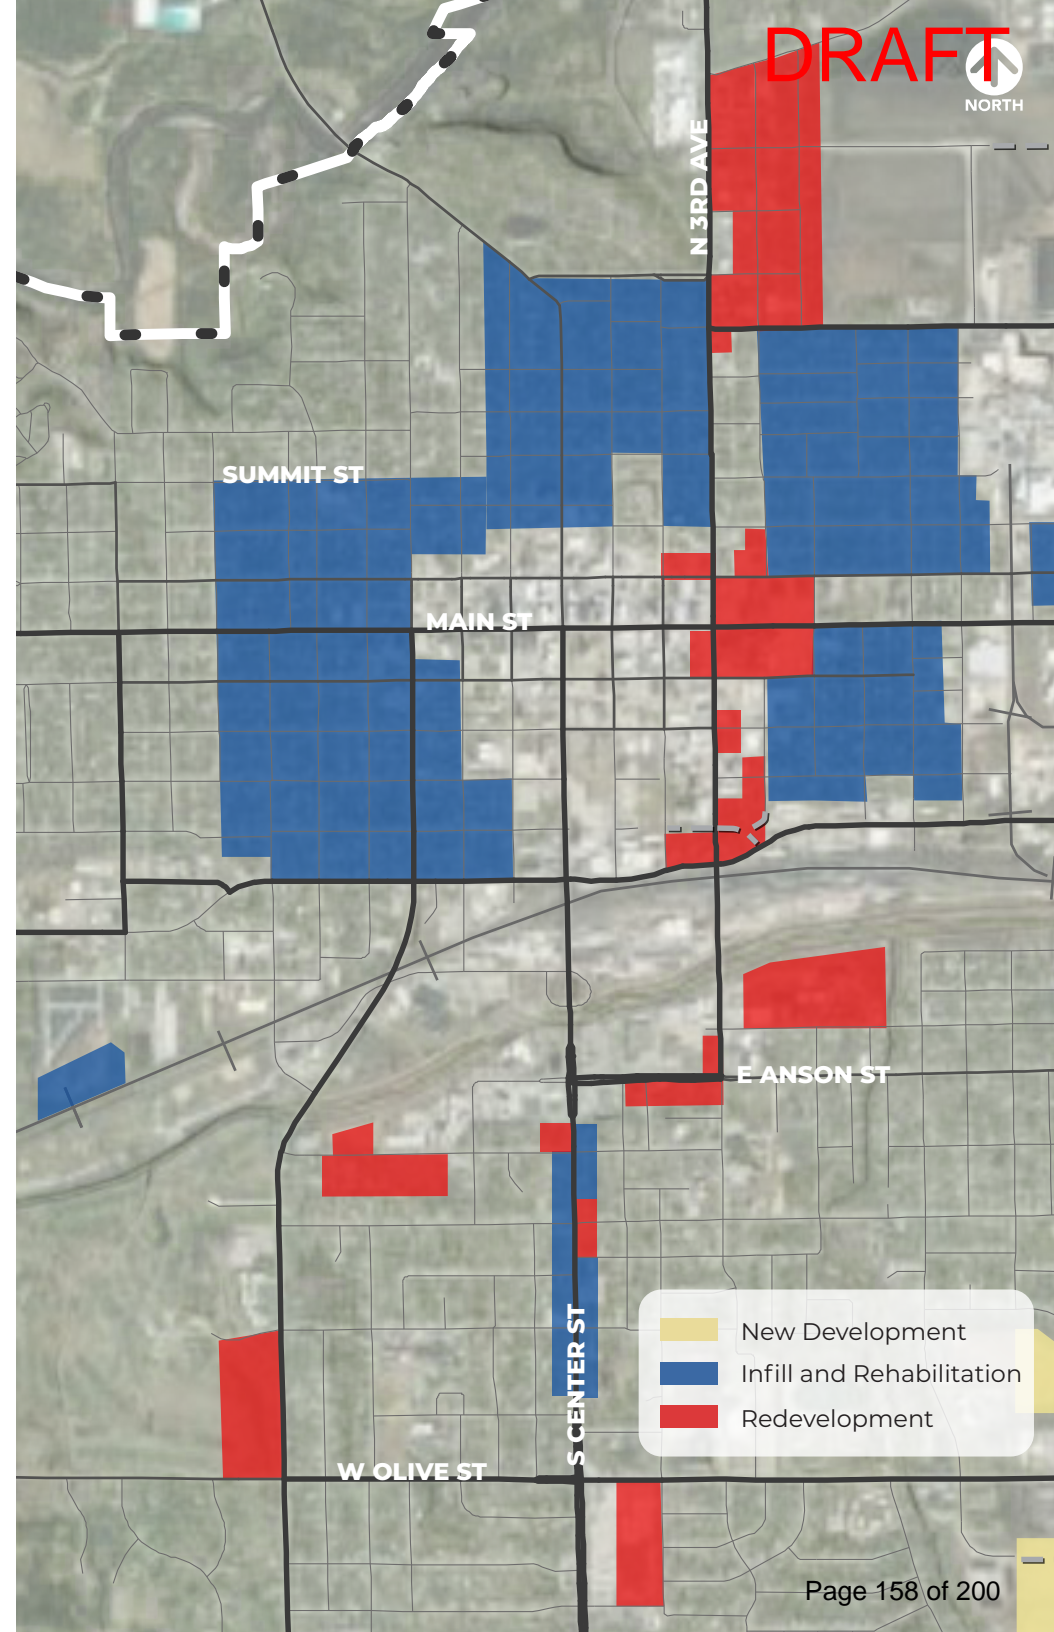 DRAFT
NORTH
N 3RD AVE
SUMMIT ST
MAIN ST
E ANSON ST
S CENTER ST
New Development
Infill and Rehabilitation
Redevelopment
W OLIVE ST
Page 158 of 200